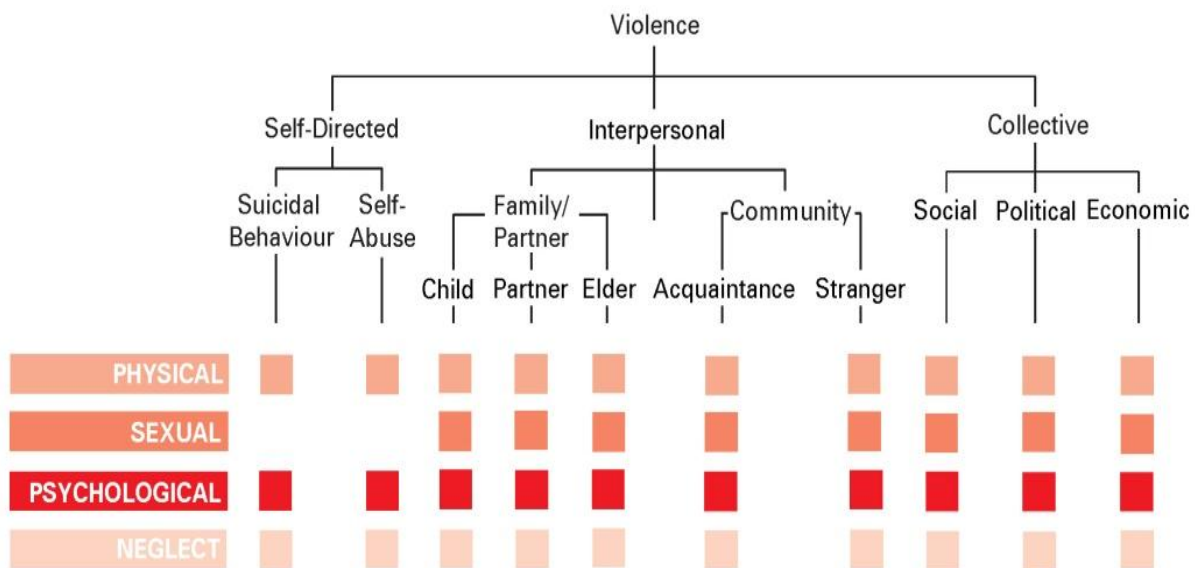 Violence
Self-Directed
Interpersonal
Collective
Suicidal
Behaviour
Self-
Abuse
Family/
Partner
Community
Social
Political
Economic
Child
Partner
Elder
Acquaintance
Stranger
PHYSICAL
SEXUAL
PSYCHOLOGICAL
NEGLECT